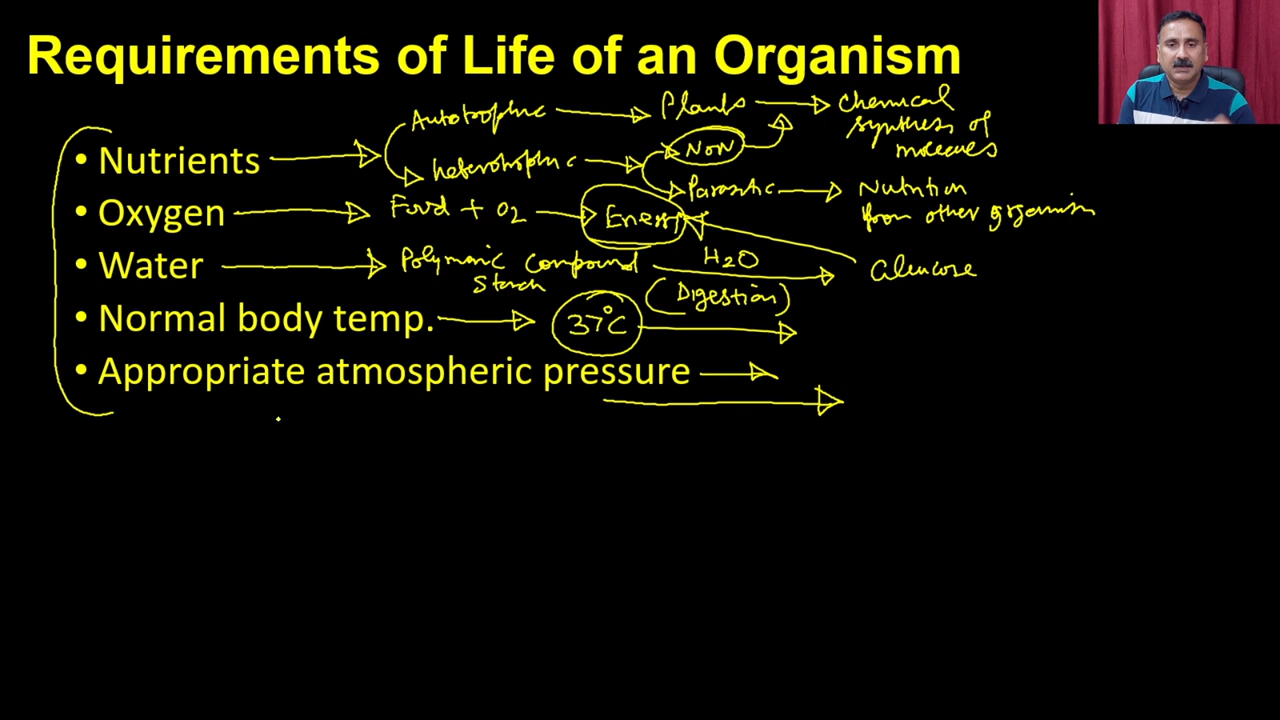 Requirements of Life of an Organism
Autotrophic Plants Chemical
synthesis of
molecules
• Nutrients
heterotrophic Non
Parasitic Nutrition
from other organism
• Oxygen Food + O2 Energy
• Water Polymeric Compound H2O Glucose
Starch (Digestion)
• Normal body temp. 37°C
• Appropriate atmospheric pressure